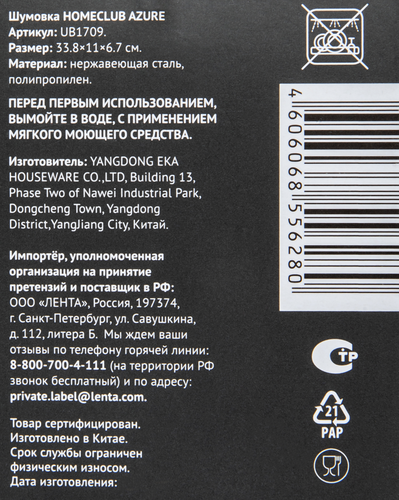 Шумовка HOMECLUB AZURE
Артикул: UB1709.
Размер: 33.8×11×6.7 см.
Материал: нержавеющая сталь,
полипропилен.
ПЕРЕД ПЕРВЫМ ИСПОЛЬЗОВАНИЕМ,
ВЫМОЙТЕ В ВОДЕ, С ПРИМЕНЕНИЕМ
МЯГКОГО МОЮЩЕГО СРЕДСТВА.
Изготовитель: YANGDONG EKA
HOUSEWARE CO.,LTD, Building 13,
Phase Two of Nawei Industrial Park,
Dongcheng Town, Yangdong
District,YangJiang City, Китай.
Импортёр, уполномоченная
организация на принятие
претензий и поставщик в РФ:
ООО «ЛЕНТА», Россия, 197374,
г. Санкт-Петербург, ул. Савушкина,
д. 112, литера Б. Мы ждем ваши
отзывы по телефону горячей линии:
8-800-700-4-111 (на территории РФ
звонок бесплатный) и по адресу:
private.label@lenta.com.
Товар сертифицирован.
Изготовлено в Китае.
Срок службы ограничен
физическим износом.
Дата изготовления:
4 606068 556280
СТР
21
PAP